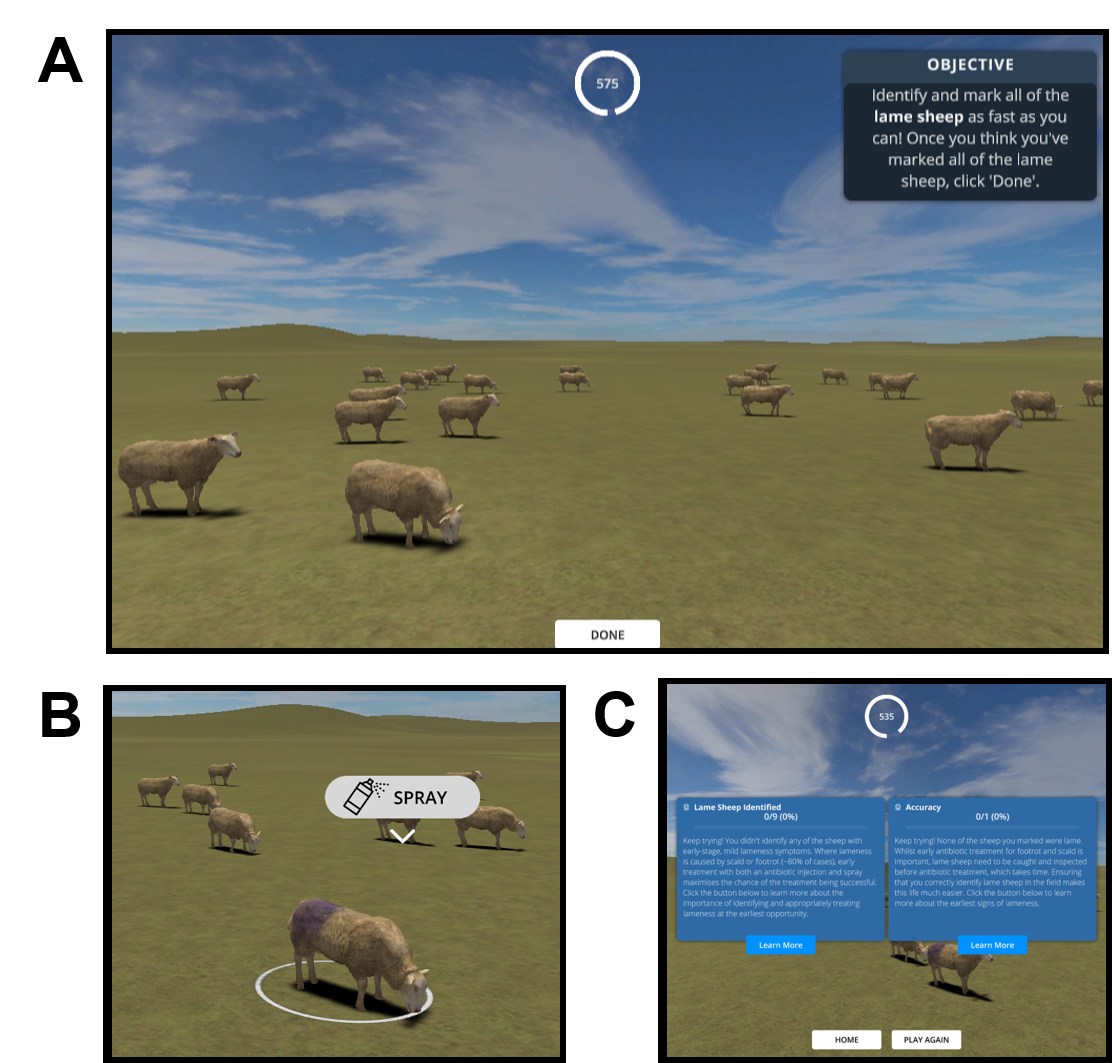 A
575
OBJECTIVE
Identify and mark all of the
lame sheep as fast as you
can! Once you think you've
marked all of the lame
sheep, click 'Done'.
DONE
B
SPRAY
C
535
Lame Sheep Identified
0/9 (0%)
Keep trying! You didn't identify any of the sheep with
early-stage, mild lameness symptoms. Where lameness
is caused by scald or footrot (~80% of cases), early
treatment with both an antibiotic injection and spray
maximises the chance of the treatment being successful.
Click the button below to learn more about the
importance of identifying and appropriately treating
lameness at the earliest opportunity.
Learn More
Accuracy
0/1 (0%)
Keep trying! None of the sheep you marked were lame.
Whilst early antibiotic treatment for footrot and scald is
important, lame sheep need to be caught and inspected
before antibiotic treatment, which takes time. Ensuring
that you correctly identify lame sheep in the field makes
this life much easier. Click the button below to learn
more about the earliest signs of lameness.
Learn More
HOME
PLAY AGAIN